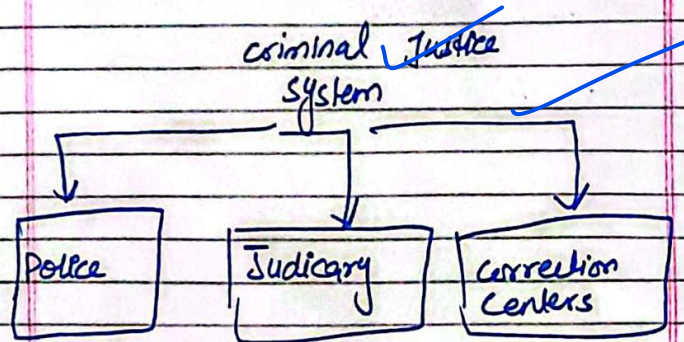 criminal Justice
system
Police
Judicary
Correction
Centers